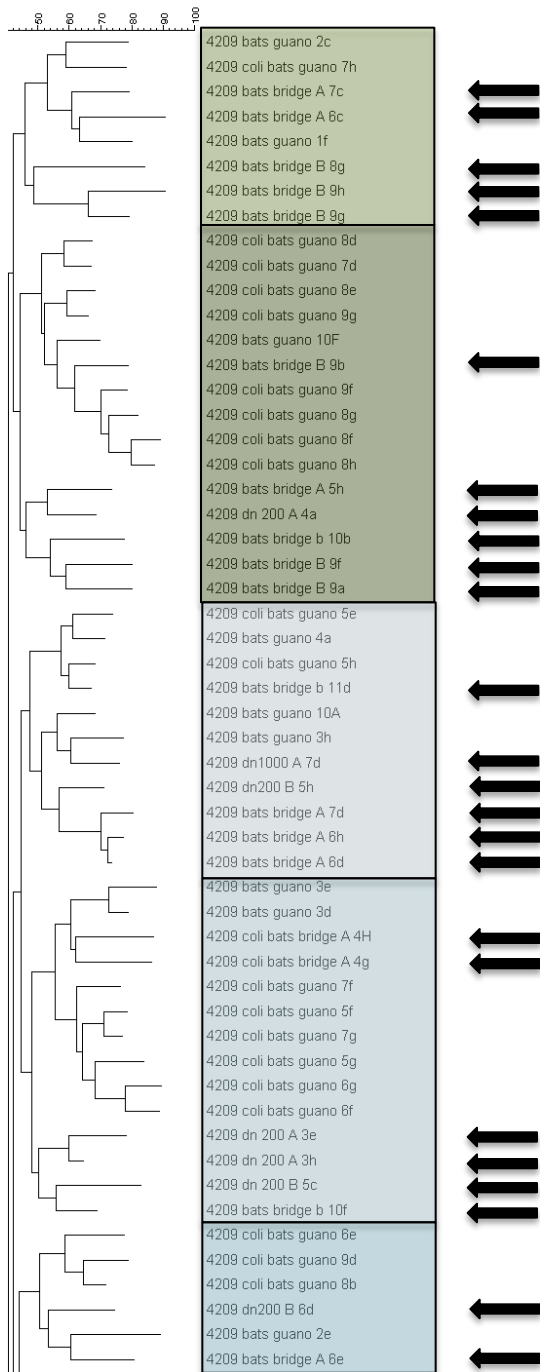 50 60 70 80 90 100
4209 bats guano 2c
4209 coli bats guano 7h
4209 bats bridge A 7c
4209 bats bridge A 6c
4209 bats guano 1f
4209 bats bridge B 8g
4209 bats bridge B 9h
4209 bats bridge B 9g
4209 coli bats guano 8d
4209 coli bats guano 7d
4209 coli bats guano 8e
4209 coli bats guano 9g
4209 bats guano 10F
4209 bats bridge B 9b
4209 coli bats guano 9f
4209 coli bats guano 8g
4209 coli bats guano 8f
4209 coli bats guano 8h
4209 bats bridge A 5h
4209 dn 200 A 4a
4209 bats bridge b 10b
4209 bats bridge B 9f
4209 bats bridge B 9a
4209 coli bats guano 5e
4209 bats guano 4a
4209 coli bats guano 5h
4209 bats bridge b 11d
4209 bats guano 10A
4209 bats guano 3h
4209 dn1000 A 7d
4209 dn200 B 5h
4209 bats bridge A 7d
4209 bats bridge A 6h
4209 bats bridge A 6d
4209 bats guano 3e
4209 bats guano 3d
4209 coli bats bridge A 4H
4209 coli bats bridge A 4g
4209 coli bats guano 7f
4209 coli bats guano 5f
4209 coli bats guano 7g
4209 coli bats guano 5g
4209 coli bats guano 6g
4209 coli bats guano 6f
4209 dn 200 A 3e
4209 dn 200 A 3h
4209 dn 200 B 5c
4209 bats bridge b 10f
4209 coli bats guano 6e
4209 coli bats guano 9d
4209 coli bats guano 8b
4209 dn200 B 6d
4209 bats guano 2e
4209 bats bridge A 6e